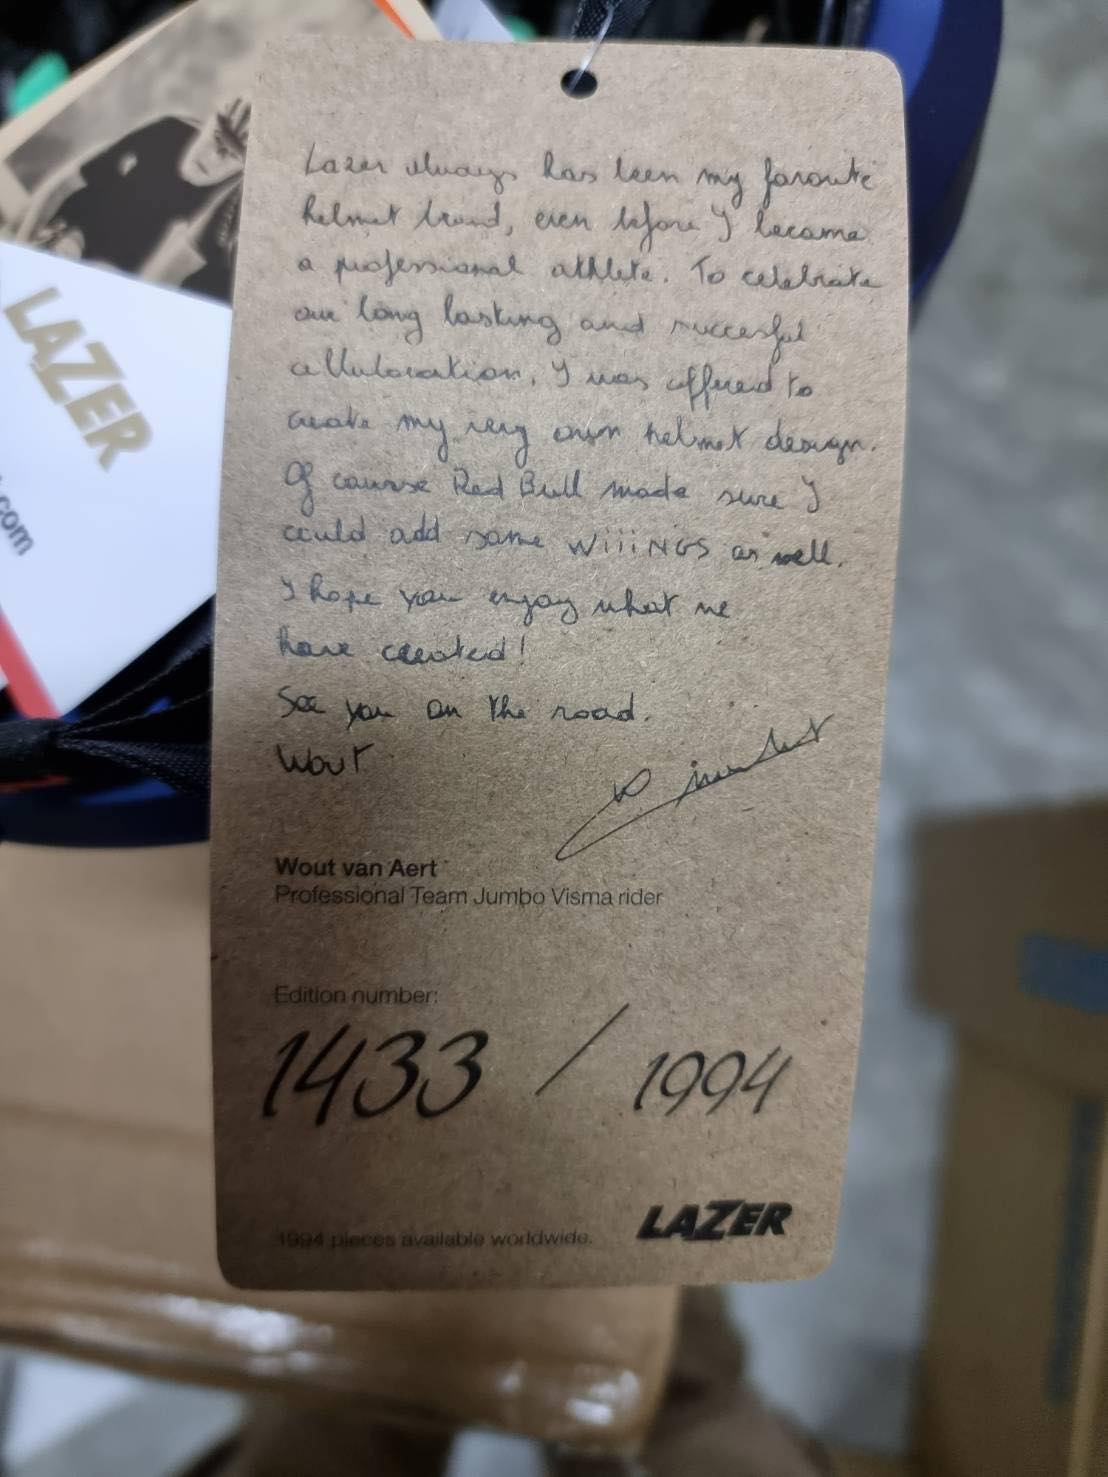 LAZER
.com
Lazer always has been my favorite
helmet brand, even before I became
a professional athlete. To celebrate
our long lasting and succesful
collaboration, I was offered to
create my very own helmet design.
Of course Red Bull made sure I
could add some WiiiNGS as well.
I hope you enjoy what we
have created!
See you on the road.
Wout
Wout van Aert
Professional Team Jumbo Visma rider
Edition number:
1433 / 1994
1994 pieces available worldwide.
LAZER